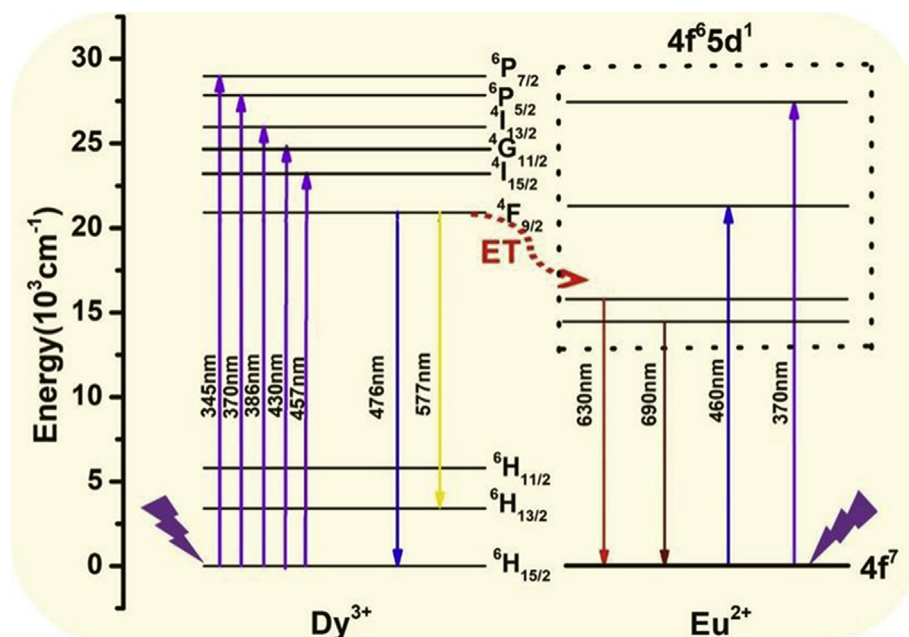 4f⁶5d¹
Energy(10³cm⁻¹)
30
25
20
15
10
5
0
⁶P₇/₂
⁶P₅/₂
⁴I₁₃/₂
⁴G₁₁/₂
⁴I₁₅/₂
⁴F₉/₂
ET
345nm
370nm
386nm
430nm
457nm
476nm
577nm
630nm
690nm
460nm
370nm
⁶H₁₁/₂
⁶H₁₃/₂
⁶H₁₅/₂
4f⁷
Dy³⁺
Eu²⁺